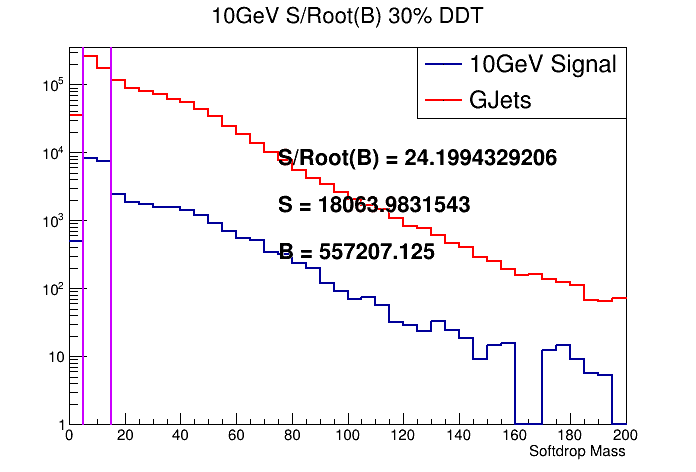 10GeV S/Root(B) 30% DDT
10GeV Signal
GJets
S/Root(B) = 24.1994329206
S = 18063.9831543
B = 557207.125
10^5
10^4
10^3
10^2
10
1
0 20 40 60 80 100 120 140 160 180 200
Softdrop Mass